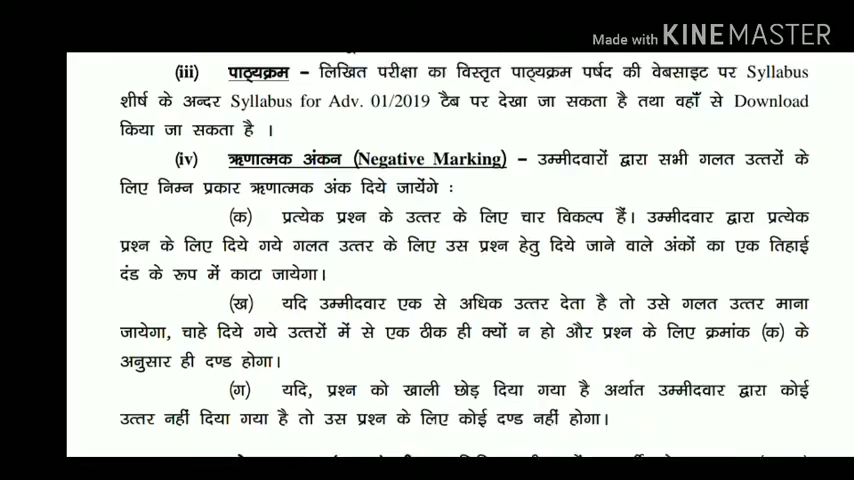 Made with KINEMASTER
(iii) पाठ्यक्रम – लिखित परीक्षा का विस्तृत पाठ्यक्रम पर्षद की वेबसाइट पर Syllabus
शीर्ष के अन्दर Syllabus for Adv. 01/2019 टैब पर देखा जा सकता है तथा वहाँ से Download
किया जा सकता है ।
(iv) ऋणात्मक अंकन (Negative Marking) – उम्मीदवारों द्वारा सभी गलत उत्तरों के
लिए निम्न प्रकार ऋणात्मक अंक दिये जायेंगे :
(क) प्रत्येक प्रश्न के उत्तर के लिए चार विकल्प हैं। उम्मीदवार द्वारा प्रत्येक
प्रश्न के लिए दिये गये गलत उत्तर के लिए उस प्रश्न हेतु दिये जाने वाले अंकों का एक तिहाई
दंड के रूप में काटा जायेगा।
(ख) यदि उम्मीदवार एक से अधिक उत्तर देता है तो उसे गलत उत्तर माना
जायेगा, चाहे दिये गये उत्तरों में से एक ठीक ही क्यों न हो और प्रश्न के लिए क्रमांक (क) के
अनुसार ही दण्ड होगा।
(ग) यदि, प्रश्न को खाली छोड़ दिया गया है अर्थात उम्मीदवार द्वारा कोई
उत्तर नहीं दिया गया है तो उस प्रश्न के लिए कोई दण्ड नहीं होगा।